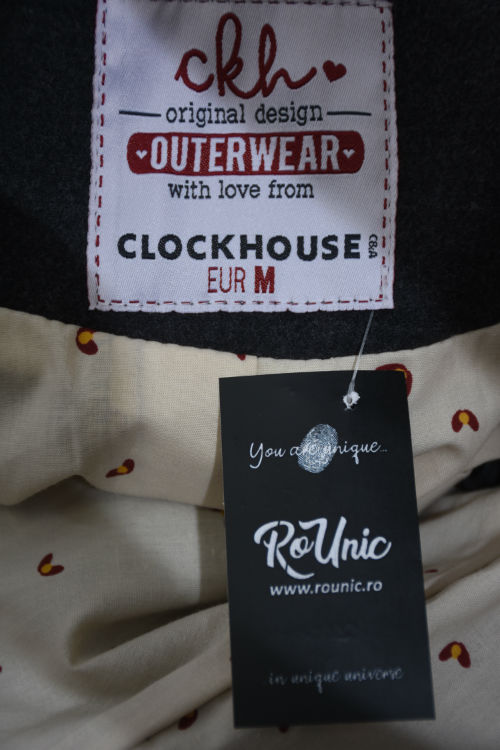 ckh
original design
OUTERWEAR
with love from
CLOCKHOUSE
C&A
EUR M
You are unique...
RoUnic
www.rounic.ro
...in unique universe